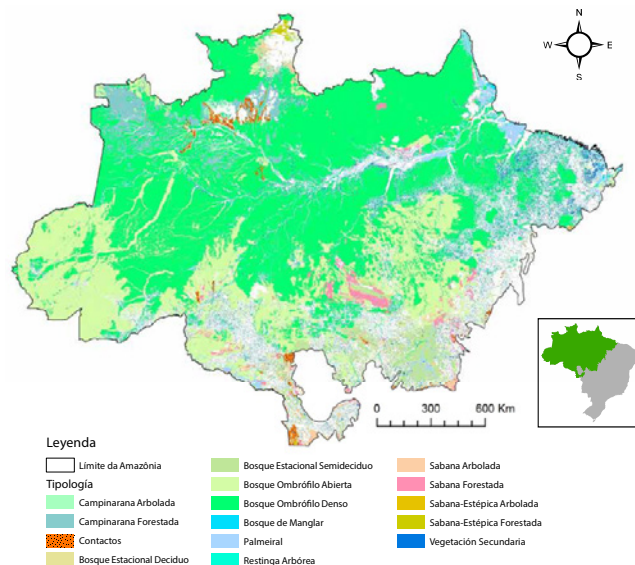 N
W E
S
0 300 600 Km
Leyenda
Límite da Amazônia
Tipología
Campinarana Arbolada
Campinarana Forestada
Contactos
Bosque Estacional Deciduo
Bosque Estacional Semideciduo
Bosque Ombrófilo Abierta
Bosque Ombrófilo Denso
Bosque de Manglar
Palmeiral
Restinga Arbórea
Sabana Arbolada
Sabana Forestada
Sabana-Estépica Arbolada
Sabana-Estépica Forestada
Vegetación Secundaria